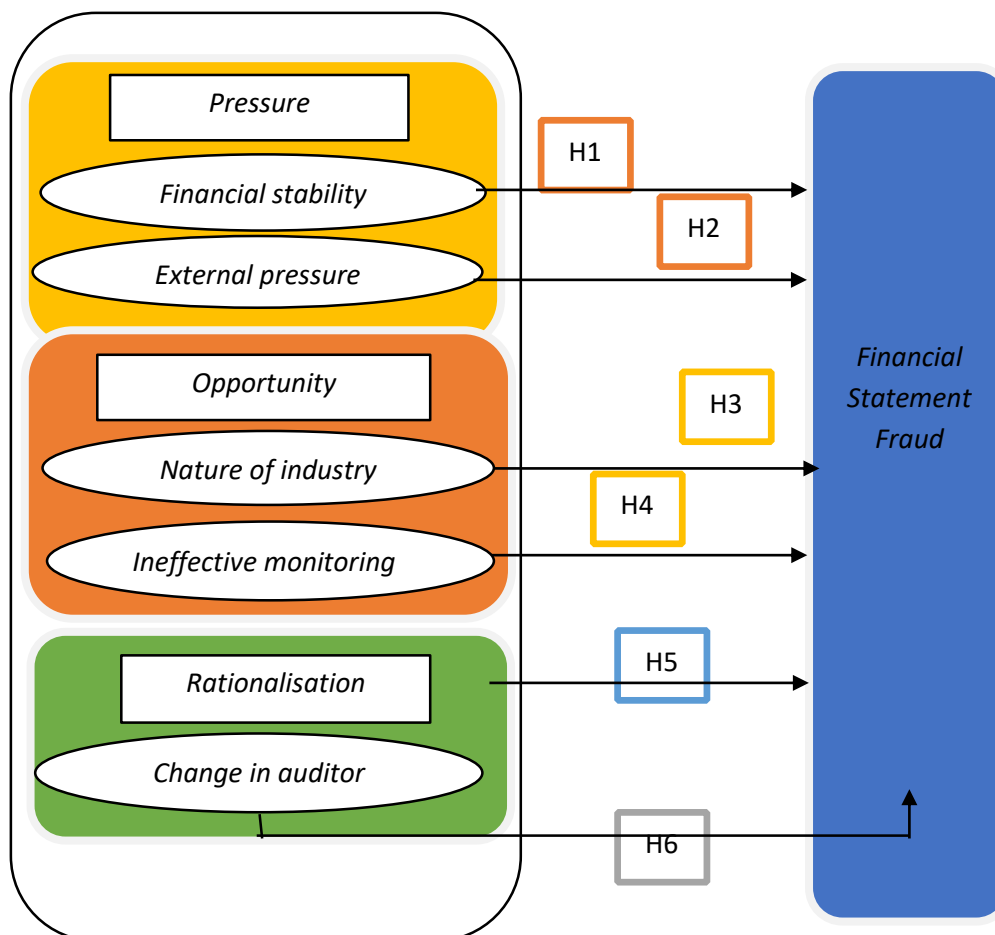 Pressure
Financial stability
External pressure
Opportunity
Nature of industry
Ineffective monitoring
Rationalisation
Change in auditor
H1
H2
H3
H4
H5
H6
Financial
Statement
Fraud